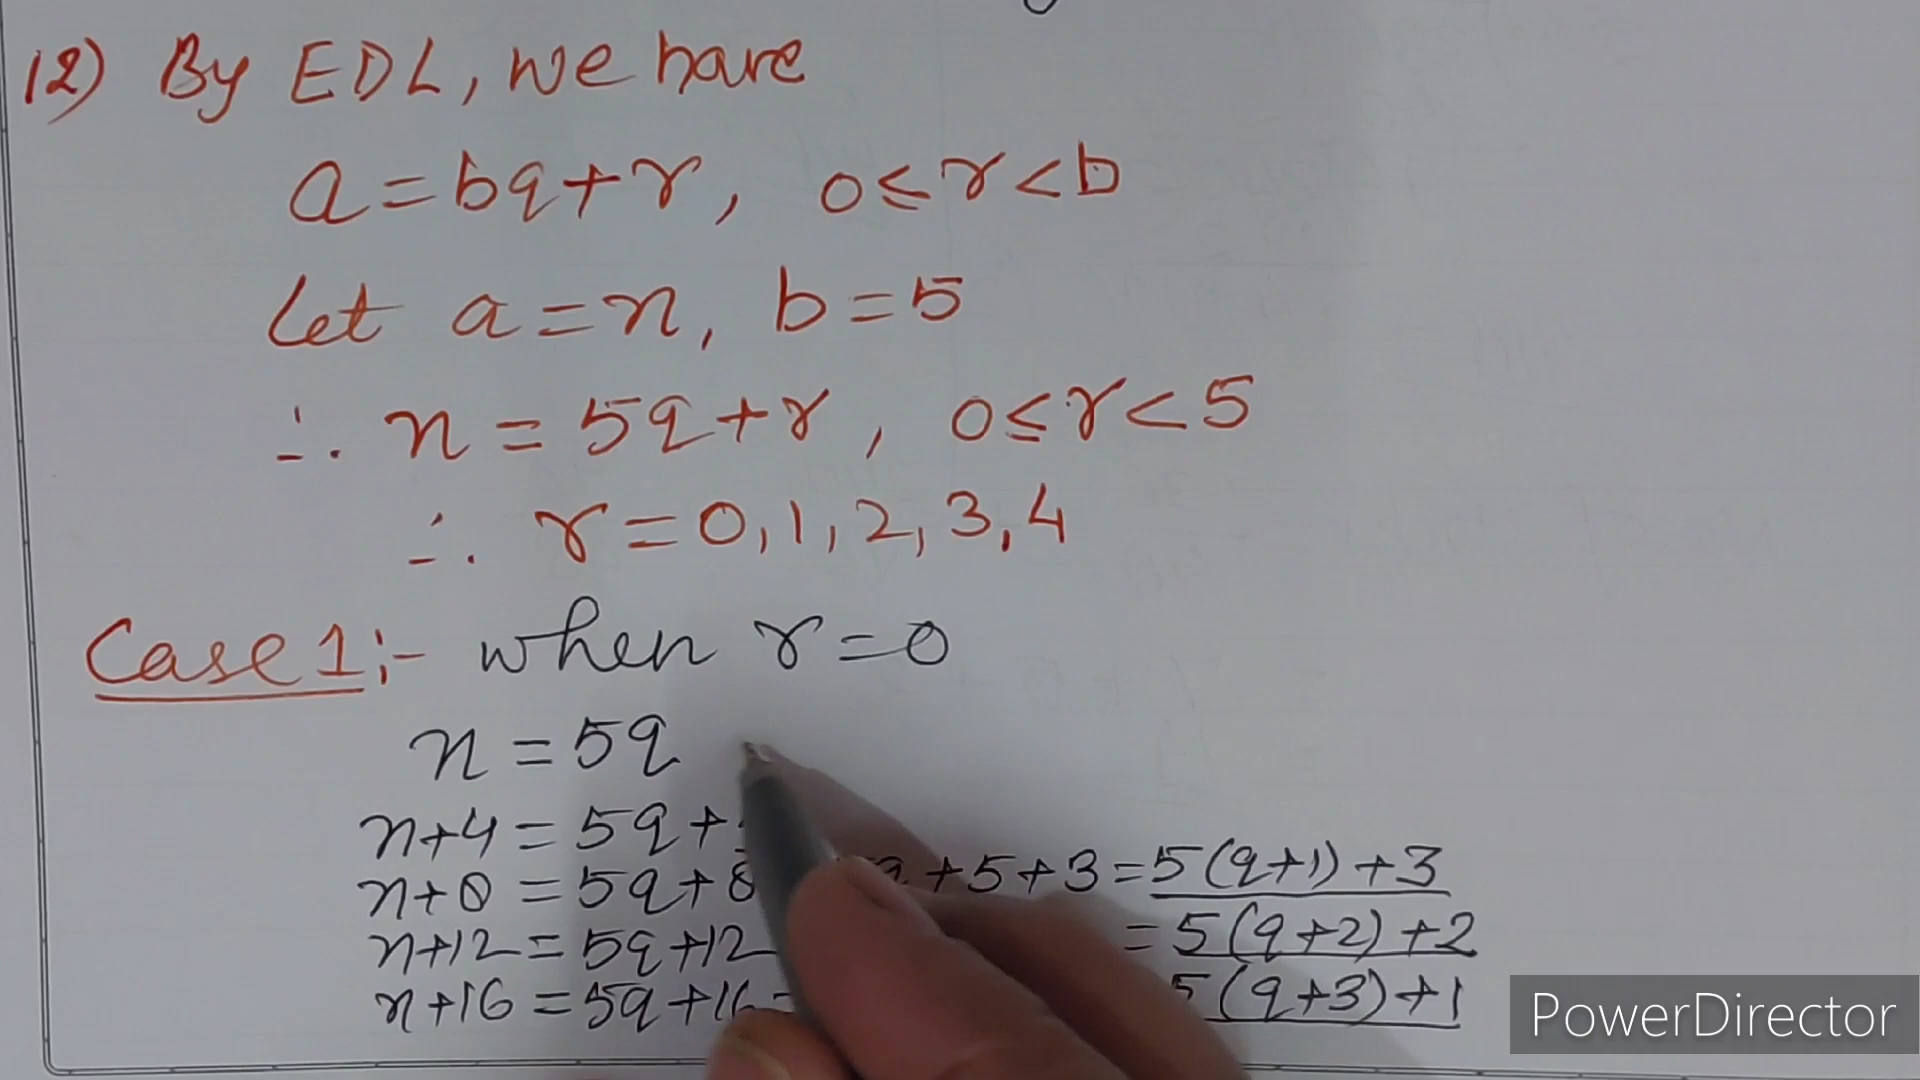 12) By EDL, we have
a = bq + r, 0 ≤ r < b
Let a = n, b = 5
∴ n = 5q + r, 0 ≤ r < 5
∴ r = 0, 1, 2, 3, 4
Case 1:- when r = 0
n = 5q
n+4 = 5q +
n+8 = 5q + 8 + 5 + 3 = 5(q+1) + 3
n+12 = 5q+12 = 5(q+2) + 2
n+16 = 5q+16 = 5(q+3) + 1
PowerDirector